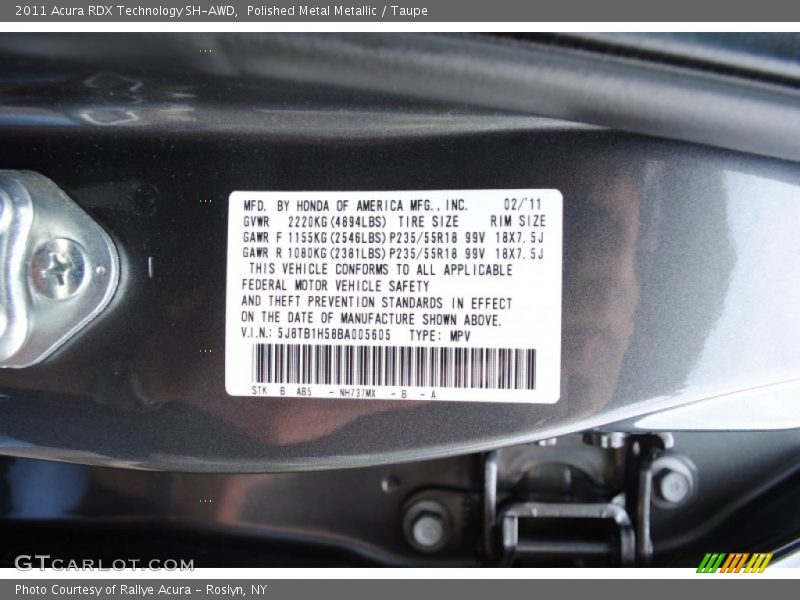 2011 Acura RDX Technology SH-AWD,  Polished Metal Metallic / Taupe
MFD. BY HONDA OF AMERICA MFG., INC. 02/'11
GVWR 2220KG(4894LBS) TIRE SIZE RIM SIZE
GAWR F 1155KG(2546LBS)P235/55R18 99V 18X7.5J
GAWR R 1080KG(2381LBS)P235/55R18 99V 18X7.5J
THIS VEHICLE CONFORMS TO ALL APPLICABLE
FEDERAL MOTOR VEHICLE SAFETY
AND THEFT PREVENTION STANDARDS IN EFFECT
ON THE DATE OF MANUFACTURE SHOWN ABOVE.
V.I.N.: 5J8TB1H58BA005605 TYPE: MPV
STK B AB5 - NH737MX - B - A
GTCARLOT.COM
Photo Courtesy of Rallye Acura - Roslyn, NY